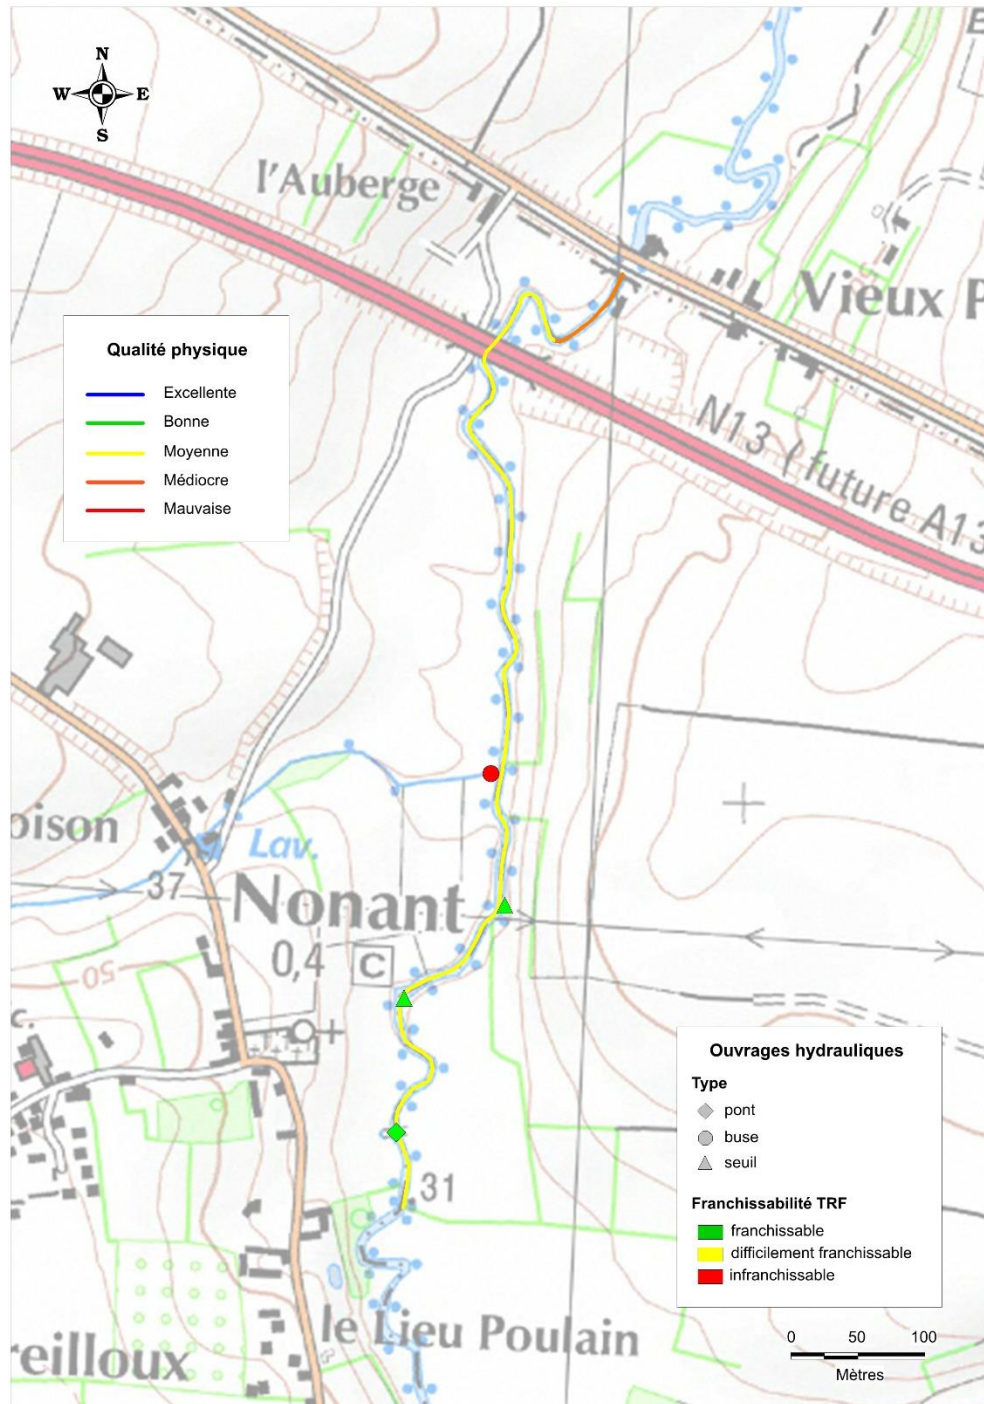 N
W E
S
l'Auberge
Vieux P
Qualité physique
Excellente
Bonne
Moyenne
Médiocre
Mauvaise
N13 (future A13
oison
Lav.
37
Nonant
0,4
C
50
c.
31
Ouvrages hydrauliques
Type
pont
buse
seuil
Franchissabilité TRF
franchissable
difficilement franchissable
infranchissable
le Lieu Poulain
reilloux
0 50 100
Mètres